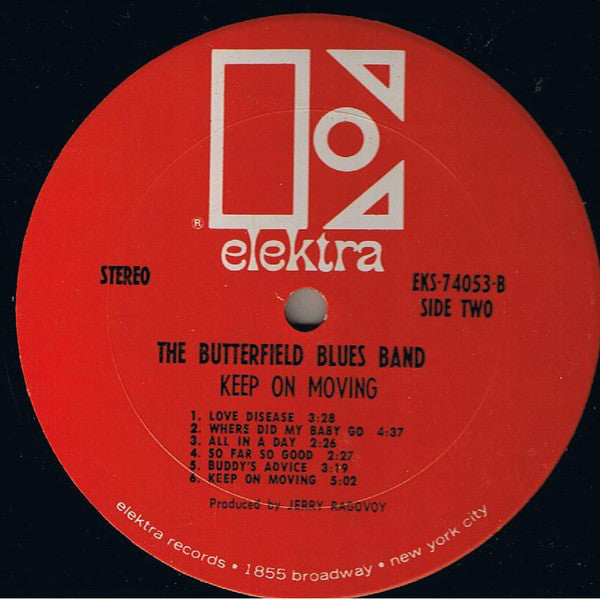 ®
elektra
STEREO
EKS-74053-B
SIDE TWO
THE BUTTERFIELD BLUES BAND
KEEP ON MOVING
1. LOVE DISEASE 3:28
2. WHERE DID MY BABY GO 4:37
3. ALL IN A DAY 2:26
4. SO FAR SO GOOD 2:27
5. BUDDY'S ADVICE 3:19
6. KEEP ON MOVING 5:02
Produced by JERRY RAGOVOY
elektra records • 1855 broadway • new york city